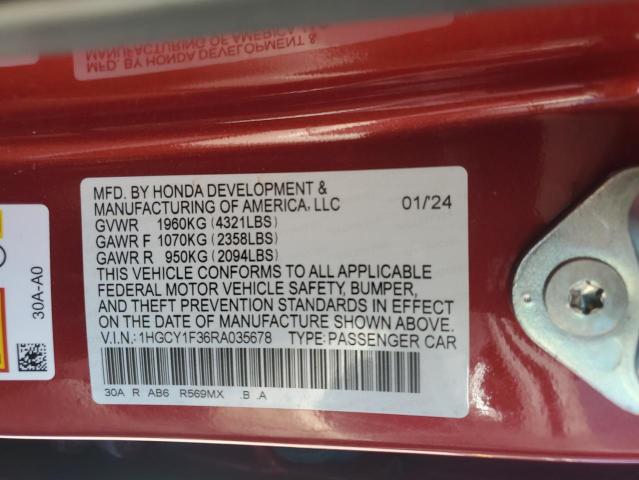 MFD. BY HONDA DEVELOPMENT &
MANUFACTURING OF AMERICA, LLC 01/'24
GVWR 1960KG (4321LBS)
GAWR F 1070KG (2358LBS)
GAWR R 950KG (2094LBS)
THIS VEHICLE CONFORMS TO ALL APPLICABLE
FEDERAL MOTOR VEHICLE SAFETY, BUMPER,
AND THEFT PREVENTION STANDARDS IN EFFECT
ON THE DATE OF MANUFACTURE SHOWN ABOVE.
V.I.N.: 1HGCY1F36RA035678 TYPE: PASSENGER CAR
30A R AB6 R569MX .B .A
30A-A0